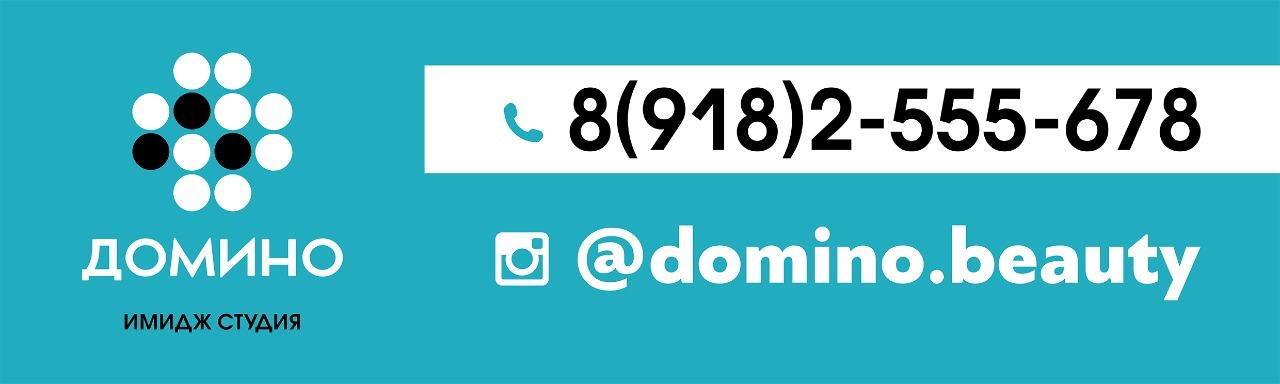 ДОМИНО
ИМИДЖ СТУДИЯ
8(918)2-555-678
@domino.beauty